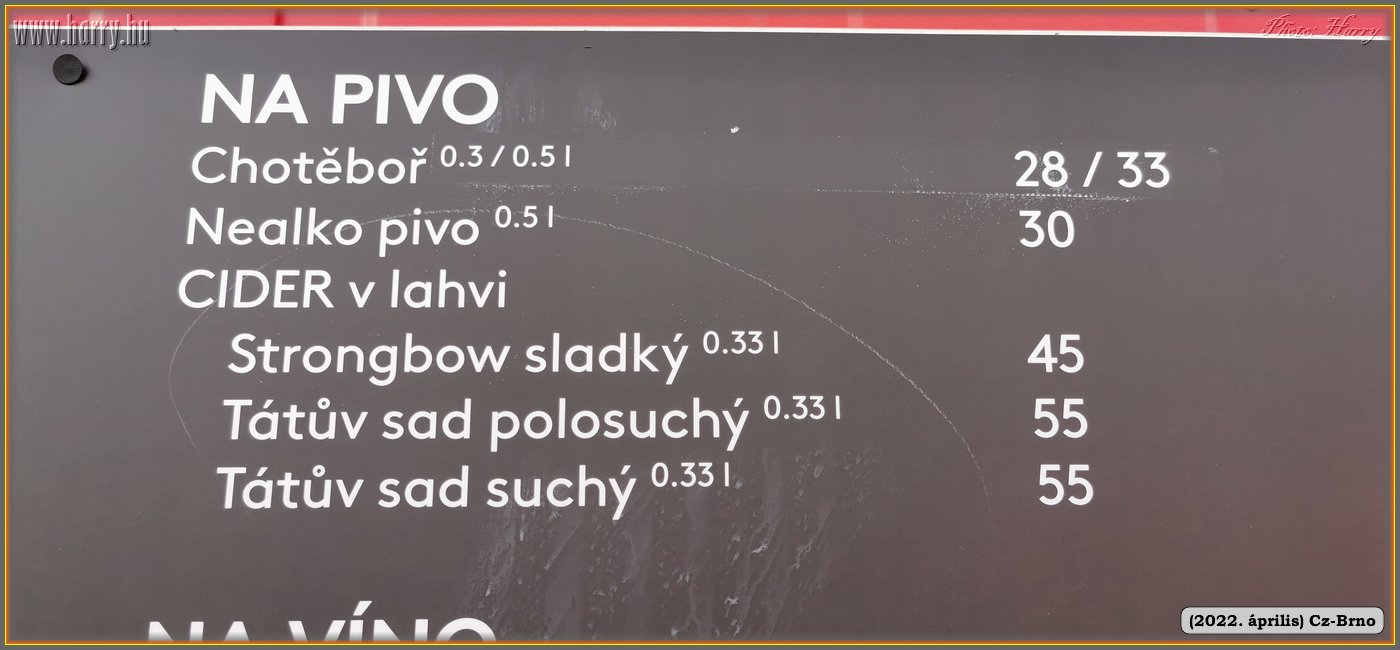 www.harry.hu
Photo: Harry
NA PIVO
Chotěboř 0.3 / 0.5 l 28 / 33
Nealko pivo 0.5 l 30
CIDER v lahvi
Strongbow sladký 0.33 l 45
Tátův sad polosuchý 0.33 l 55
Tátův sad suchý 0.33 l 55
NA VÍNO
(2022. április) Cz-Brno